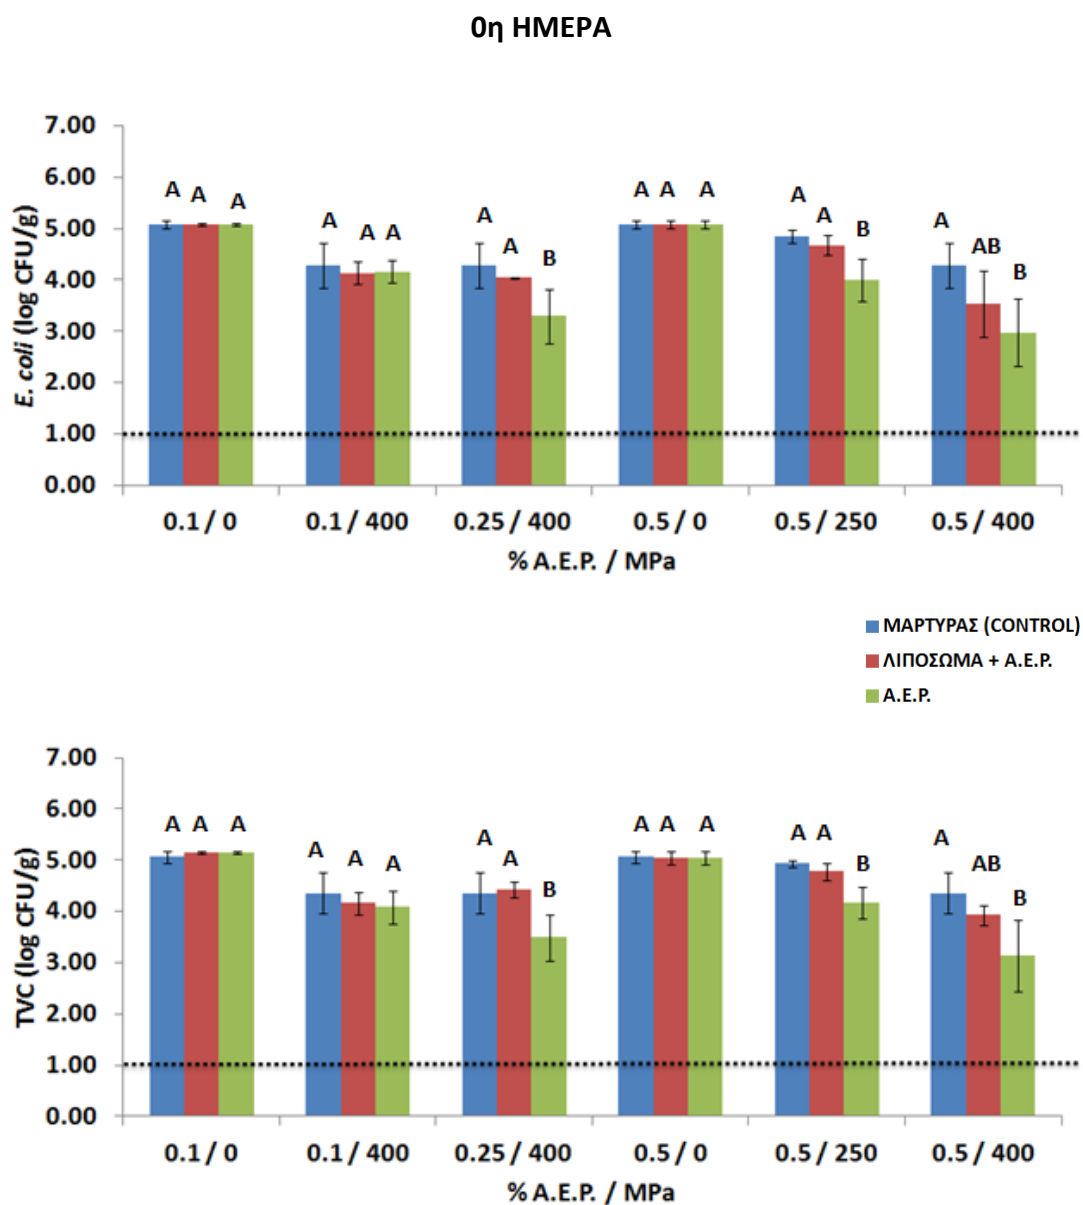 0η ΗΜΕΡΑ
E. coli (log CFU/g)
7.00
6.00
5.00
4.00
3.00
2.00
1.00
0.00
A A A
A A A
A A B
A A A
A A B
A AB B
0.1 / 0
0.1 / 400
0.25 / 400
0.5 / 0
0.5 / 250
0.5 / 400
% A.E.P. / MPa
ΜΑΡΤΥΡΑΣ (CONTROL)
ΛΙΠΟΣΩΜΑ + Α.Ε.Ρ.
Α.Ε.Ρ.
TVC (log CFU/g)
7.00
6.00
5.00
4.00
3.00
2.00
1.00
0.00
A A A
A A A
A A B
A A A
A A B
A AB B
0.1 / 0
0.1 / 400
0.25 / 400
0.5 / 0
0.5 / 250
0.5 / 400
% A.E.P. / MPa